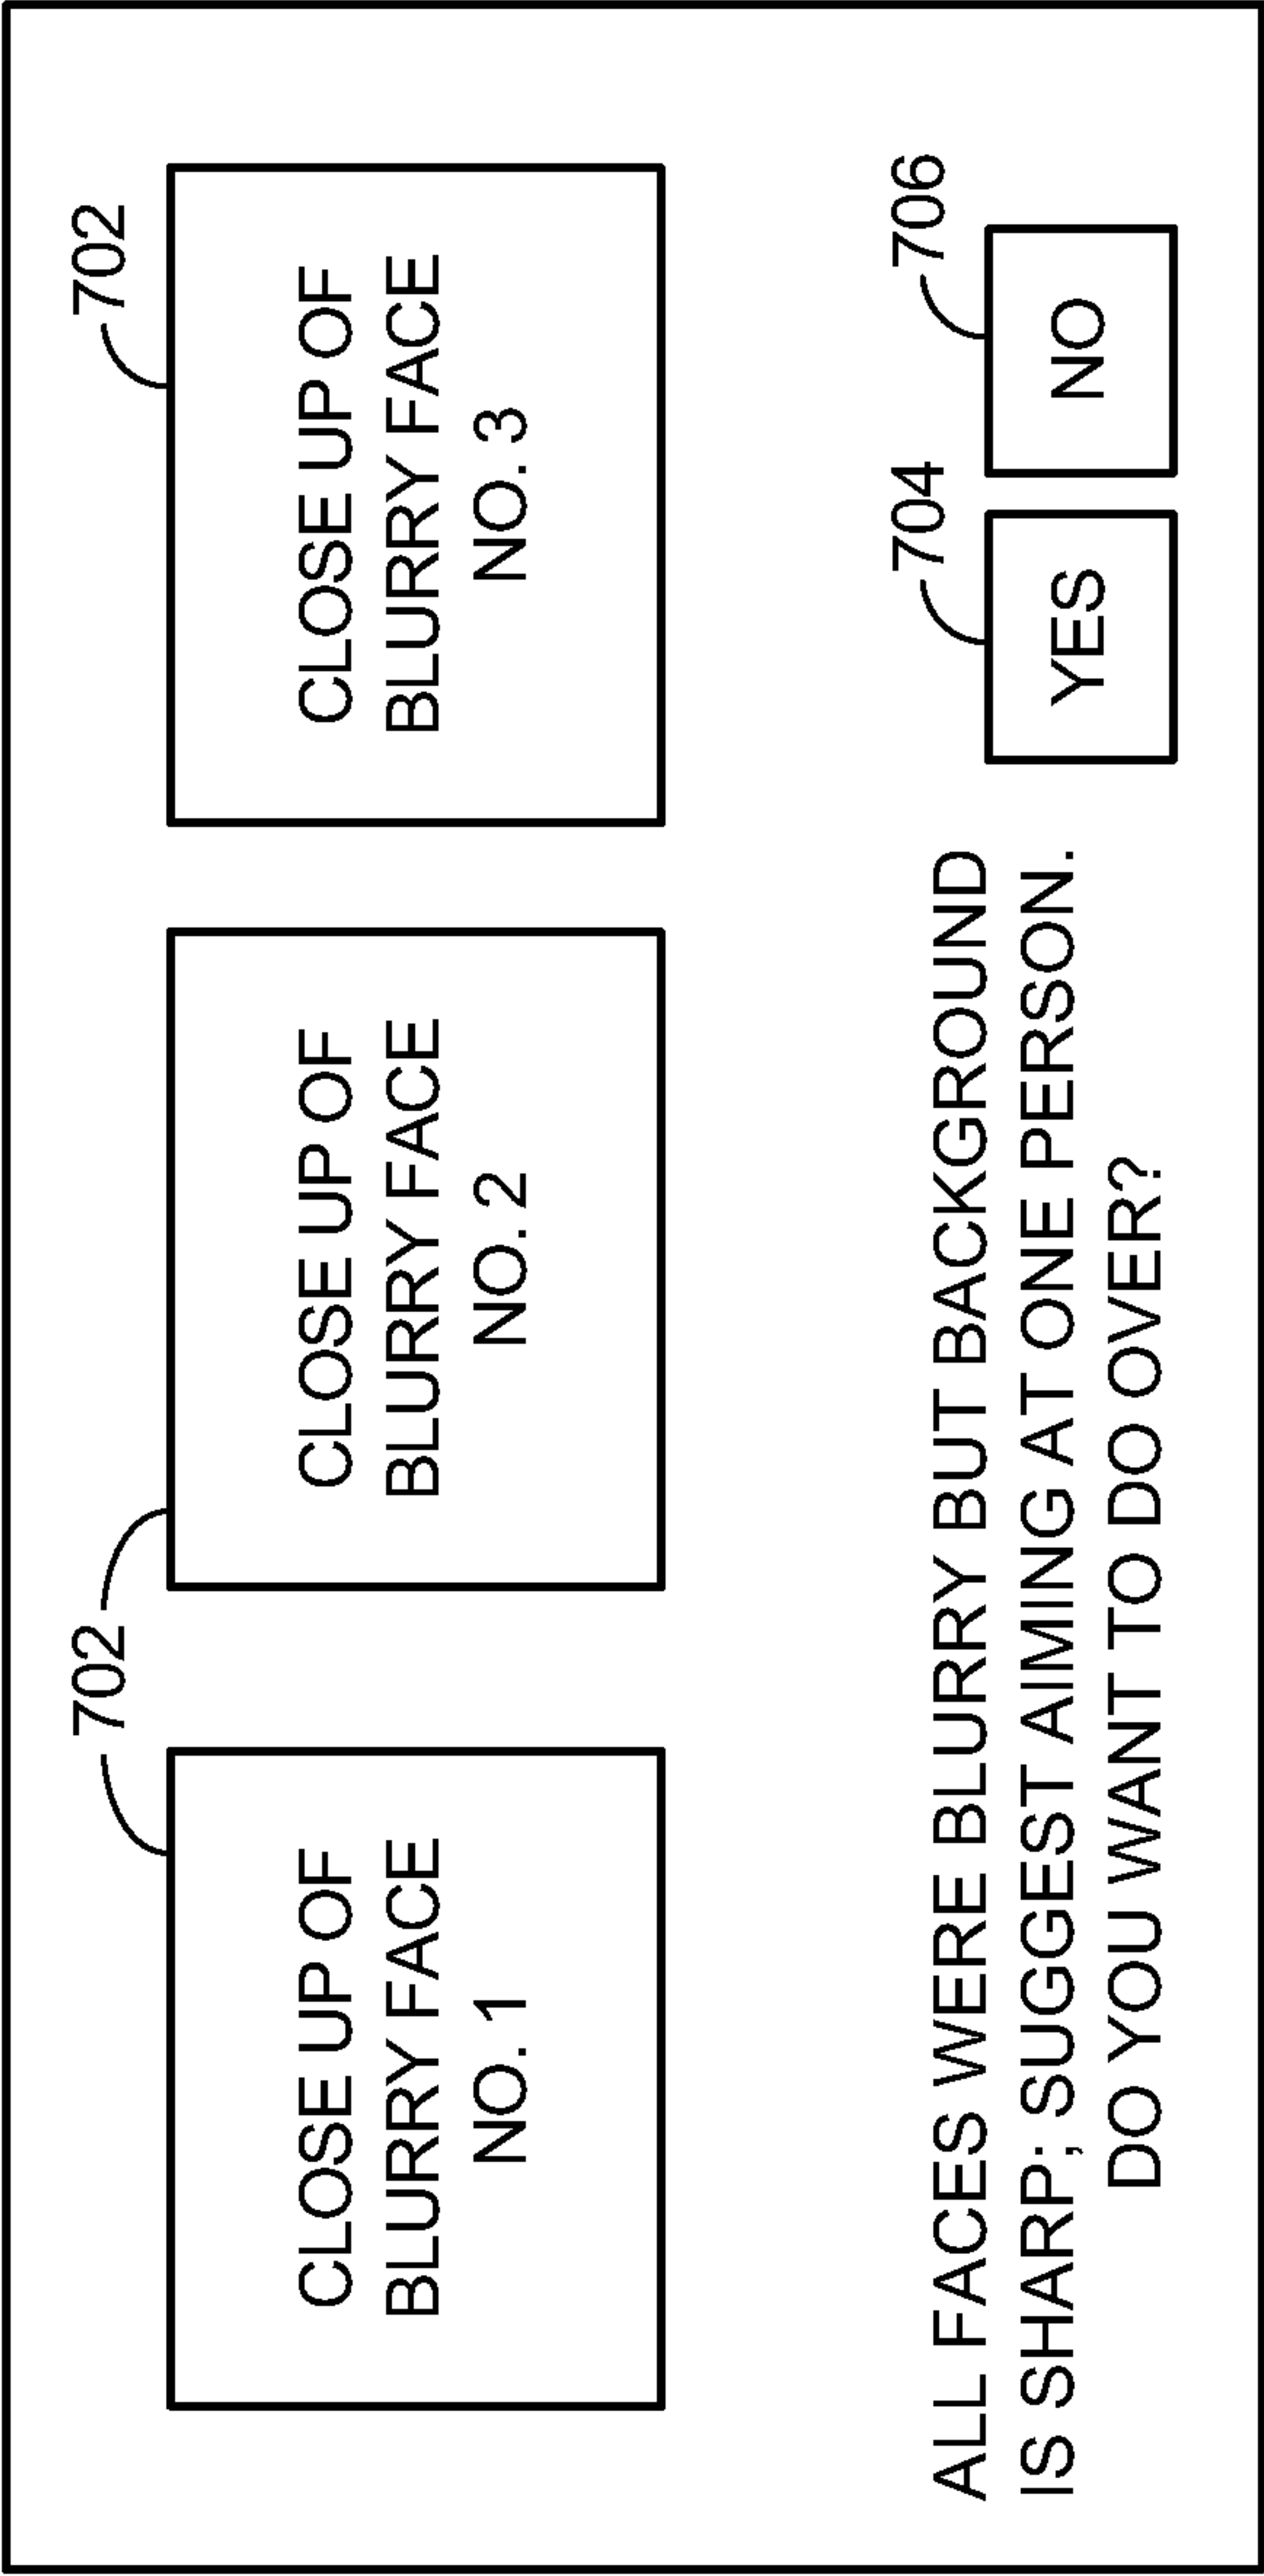 702
702
CLOSE UP OF
BLURRY FACE
NO. 1
CLOSE UP OF
BLURRY FACE
NO. 2
CLOSE UP OF
BLURRY FACE
NO. 3
ALL FACES WERE BLURRY BUT BACKGROUND
IS SHARP; SUGGEST AIMING AT ONE PERSON.
DO YOU WANT TO DO OVER?
704
YES
706
NO